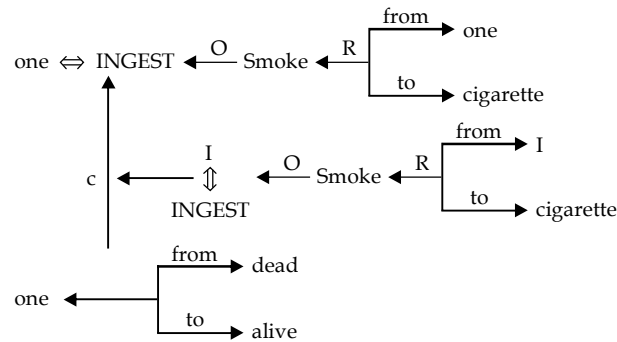 from
one
one ⇔ INGEST O Smoke R
to
cigarette
from
I
I
c O Smoke R
INGEST
to
cigarette
from
dead
one
to
alive